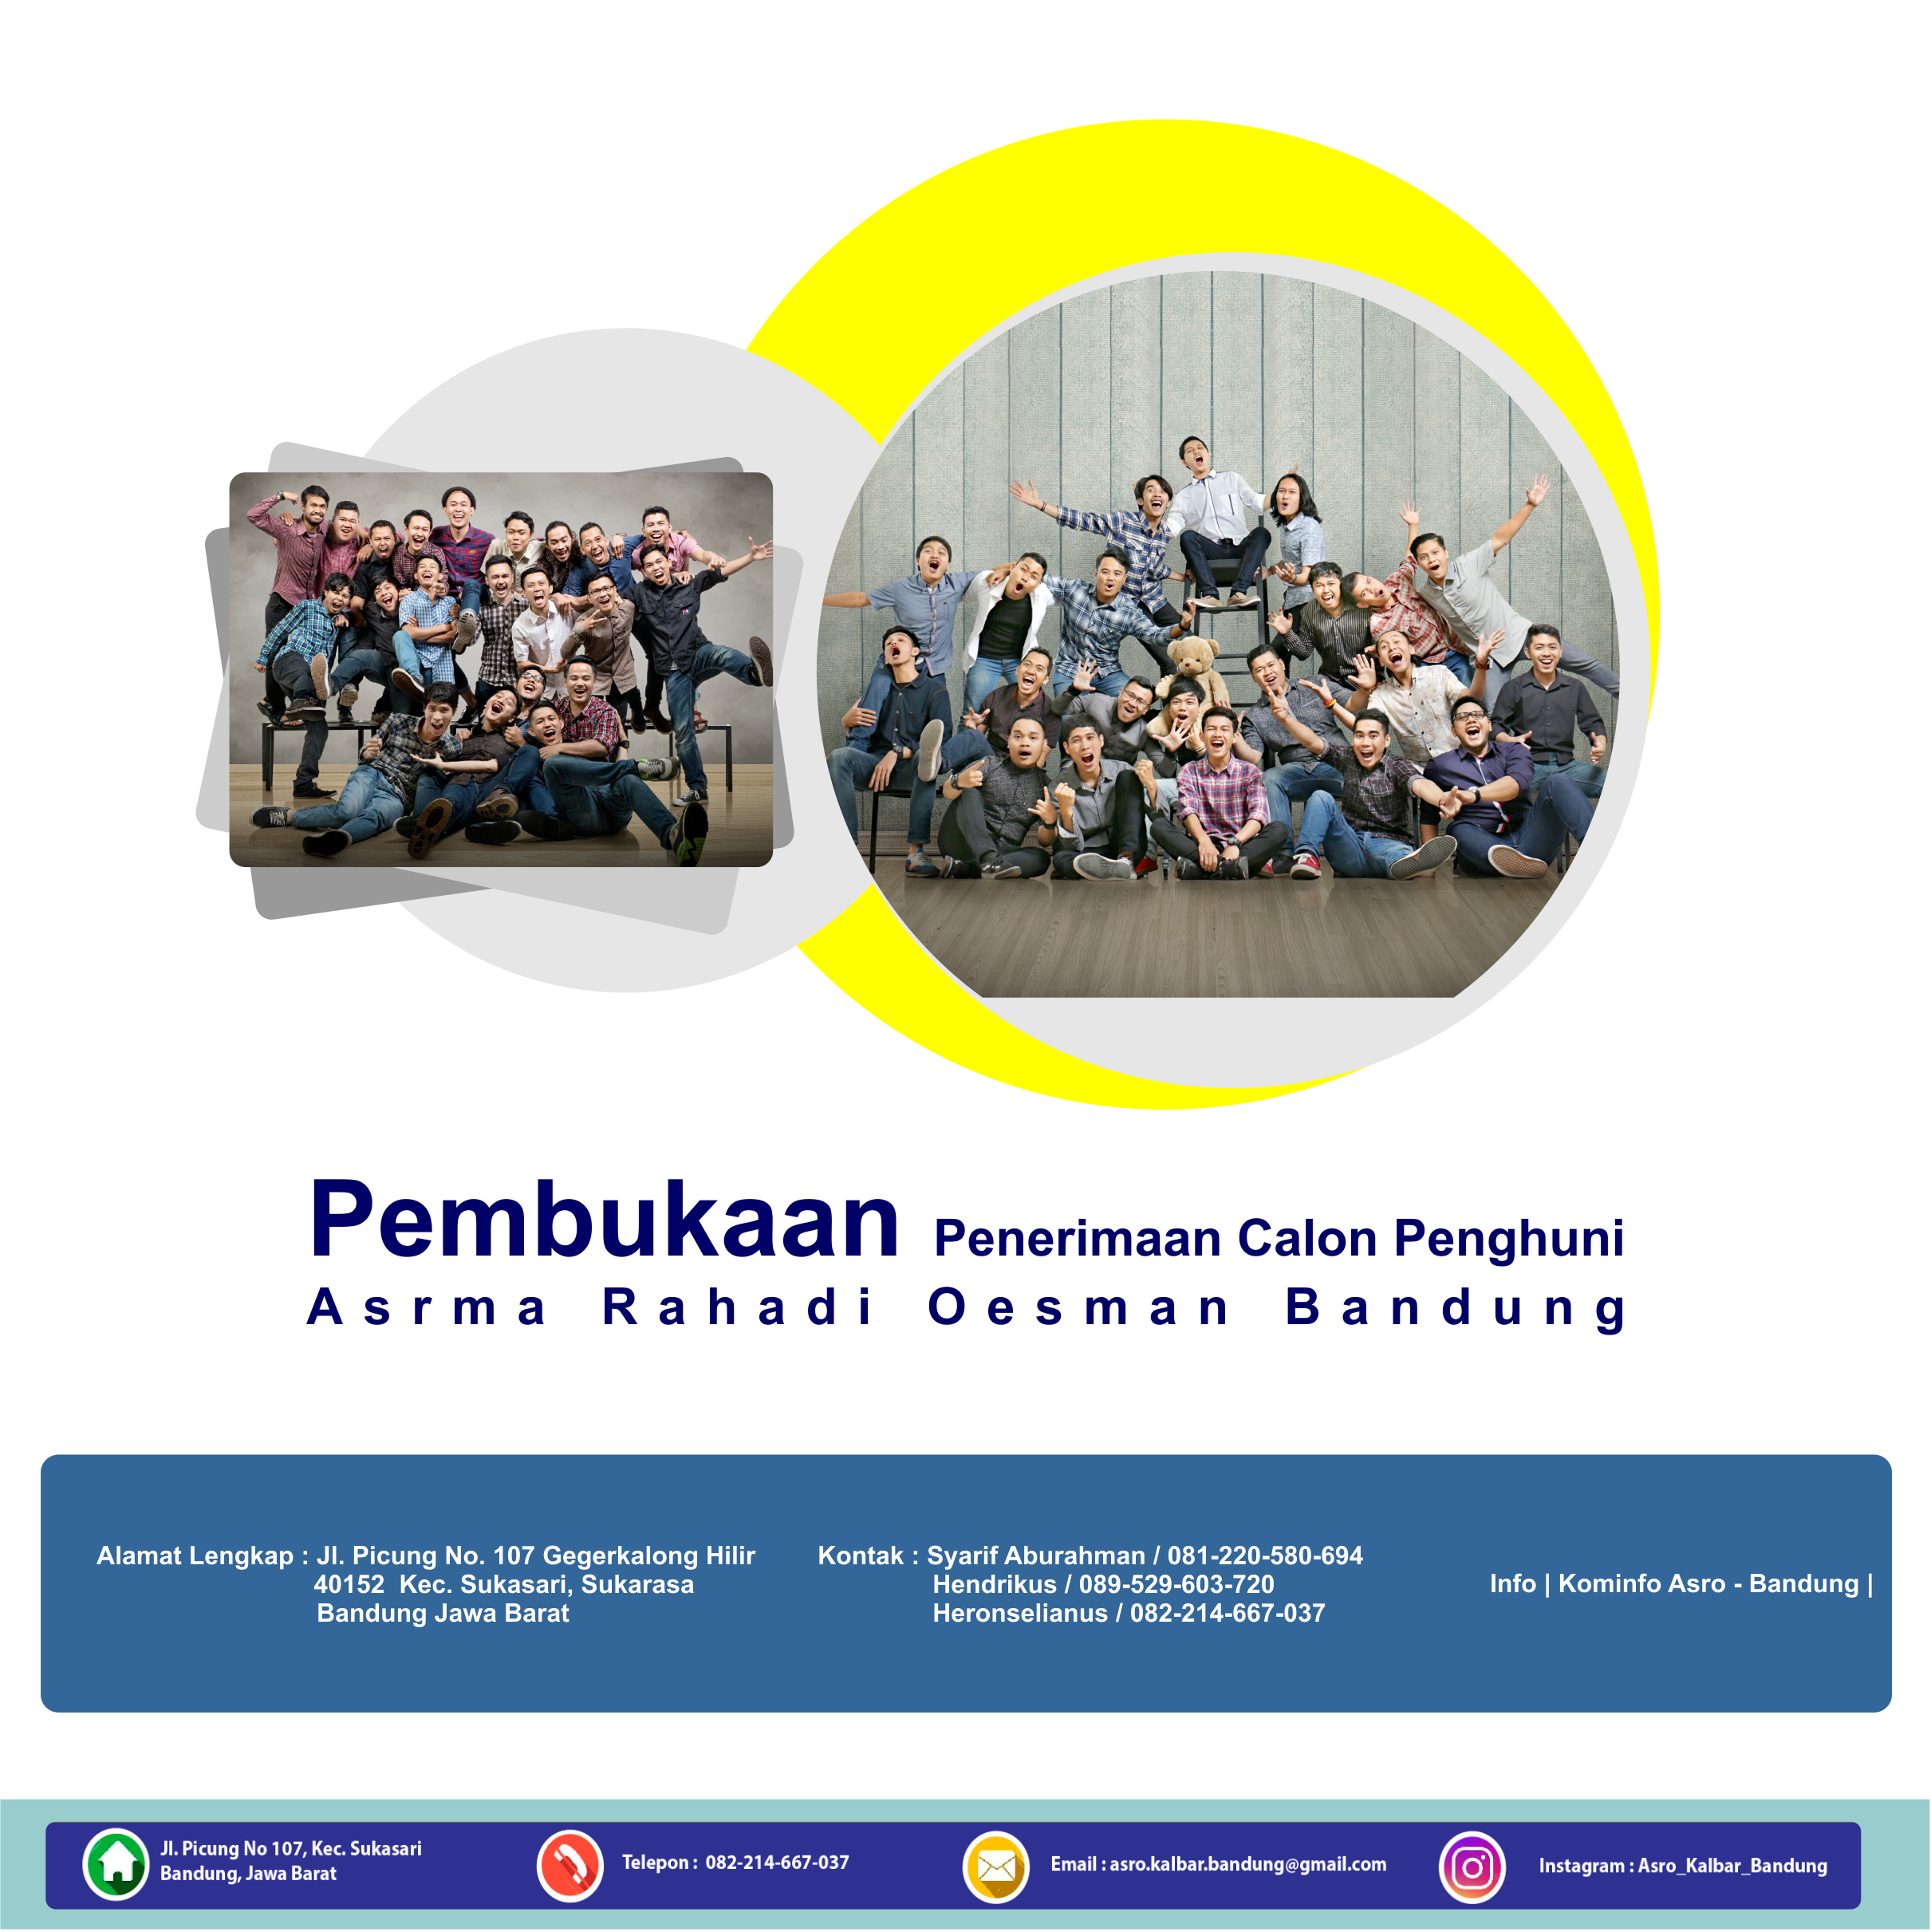 Pembukaan Penerimaan Calon Penghuni
Asrma Rahadi Oesman Bandung
Alamat Lengkap : Jl. Picung No. 107 Gegerkalong Hilir
40152 Kec. Sukasari, Sukarasa
Bandung Jawa Barat
Kontak : Syarif Aburahman / 081-220-580-694
Hendrikus / 089-529-603-720
Heronselianus / 082-214-667-037
Info | Kominfo Asro - Bandung |
Jl. Picung No 107, Kec. Sukasari
Bandung, Jawa Barat
Telepon : 082-214-667-037
Email : asro.kalbar.bandung@gmail.com
Instagram : Asro_Kalbar_Bandung